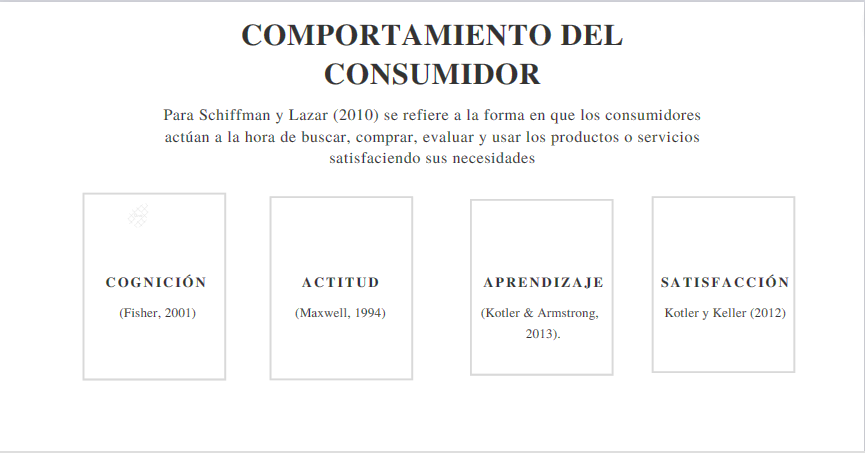 COMPORTAMIENTO DEL
CONSUMIDOR
Para Schiffman y Lazar (2010) se refiere a la forma en que los consumidores
actúan a la hora de buscar, comprar, evaluar y usar los productos o servicios
satisfaciendo sus necesidades
COGNICIÓN
(Fisher, 2001)
ACTITUD
(Maxwell, 1994)
APRENDIZAJE
(Kotler & Armstrong,
2013).
SATISFACCIÓN
Kotler y Keller (2012)